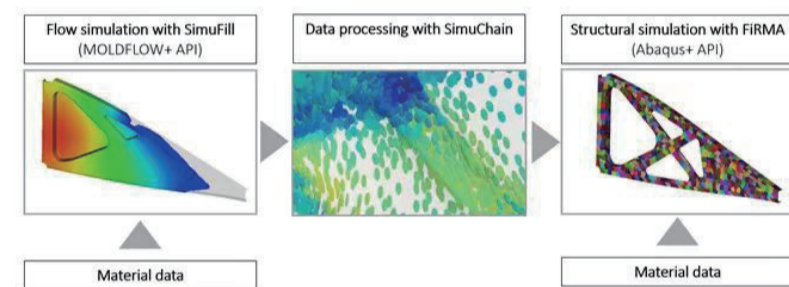 Flow simulation with SimuFill
(MOLDFLOW+ API)
Data processing with SimuChain
Structural simulation with FiRMA
(Abaqus+ API)
Material data
Material data